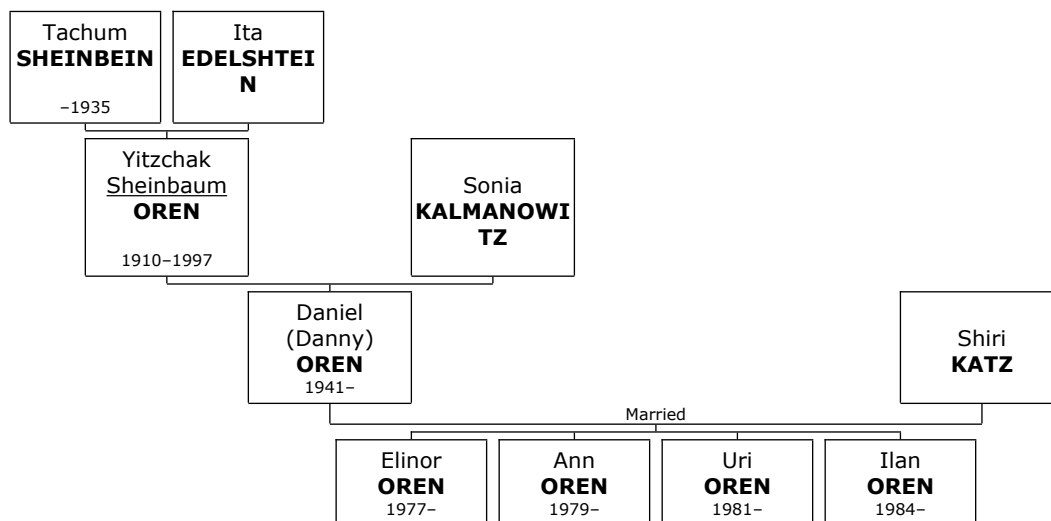 Tachum
SHEINBEIN
–1935
Ita
EDELSHTEI
N
Yitzchak
Sheinbaum
OREN
1910–1997
Sonia
KALMANOWI
TZ
Daniel
(Danny)
OREN
1941–
Shiri
KATZ
Married
Elinor
OREN
1977–
Ann
OREN
1979–
Uri
OREN
1981–
Ilan
OREN
1984–